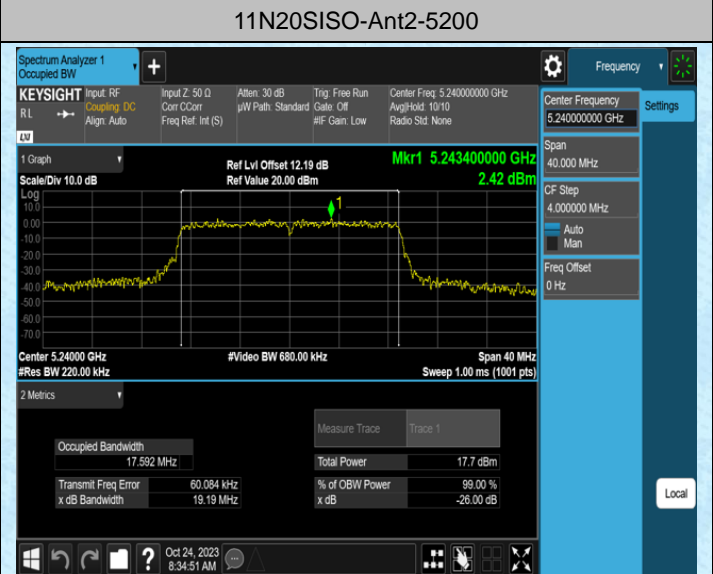 11N20SISO-Ant2-5200
Spectrum Analyzer 1
Occupied BW
Frequency
KEYSIGHT
RL
LXI
Input: RF
Coupling: DC
Align: Auto
Input Z: 50 Ω
Corr CCorr
Freq Ref: Int (S)
Atten: 30 dB
µW Path: Standard
Trig: Free Run
Gate: Off
#IF Gain: Low
Center Freq: 5.240000000 GHz
Avg|Hold: 10/10
Radio Std: None
Center Frequency
5.240000000 GHz
Settings
Span
40.000 MHz
CF Step
4.000000 MHz
Auto
Man
Freq Offset
0 Hz
1 Graph
Scale/Div 10.0 dB
Ref Lvl Offset 12.19 dB
Ref Value 20.00 dBm
Mkr1 5.243400000 GHz
2.42 dBm
Log
10.0
0.00
-10.0
-20.0
-30.0
-40.0
-50.0
-60.0
-70.0
1
Center 5.24000 GHz
#Video BW 680.00 kHz
Span 40 MHz
#Res BW 220.00 kHz
Sweep 1.00 ms (1001 pts)
2 Metrics
Measure Trace
Trace 1
Occupied Bandwidth
17.592 MHz
Total Power
17.7 dBm
Transmit Freq Error
60.084 kHz
% of OBW Power
99.00 %
x dB Bandwidth
19.19 MHz
x dB
-26.00 dB
Local
?
Oct 24, 2023
8:34:51 AM